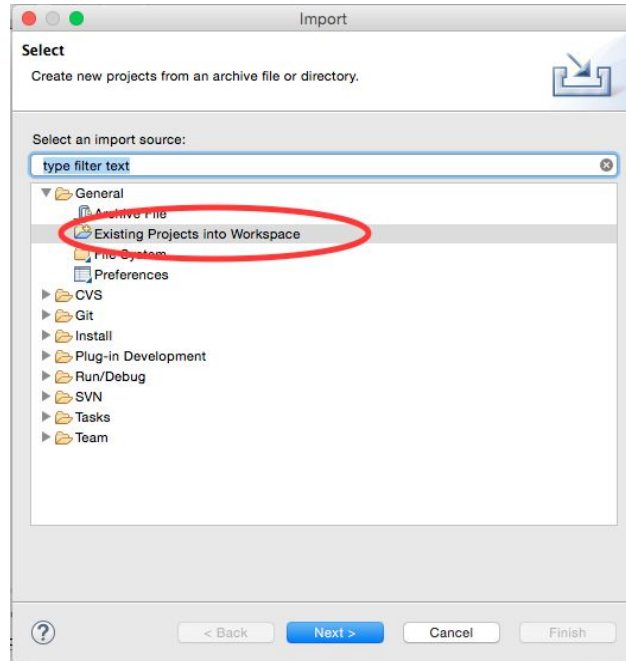 Import
Select
Create new projects from an archive file or directory.
Select an import source:
type filter text
General
Archive File
Existing Projects into Workspace
File System
Preferences
CVS
Git
Install
Plug-in Development
Run/Debug
SVN
Tasks
Team
?
< Back Next > Cancel Finish